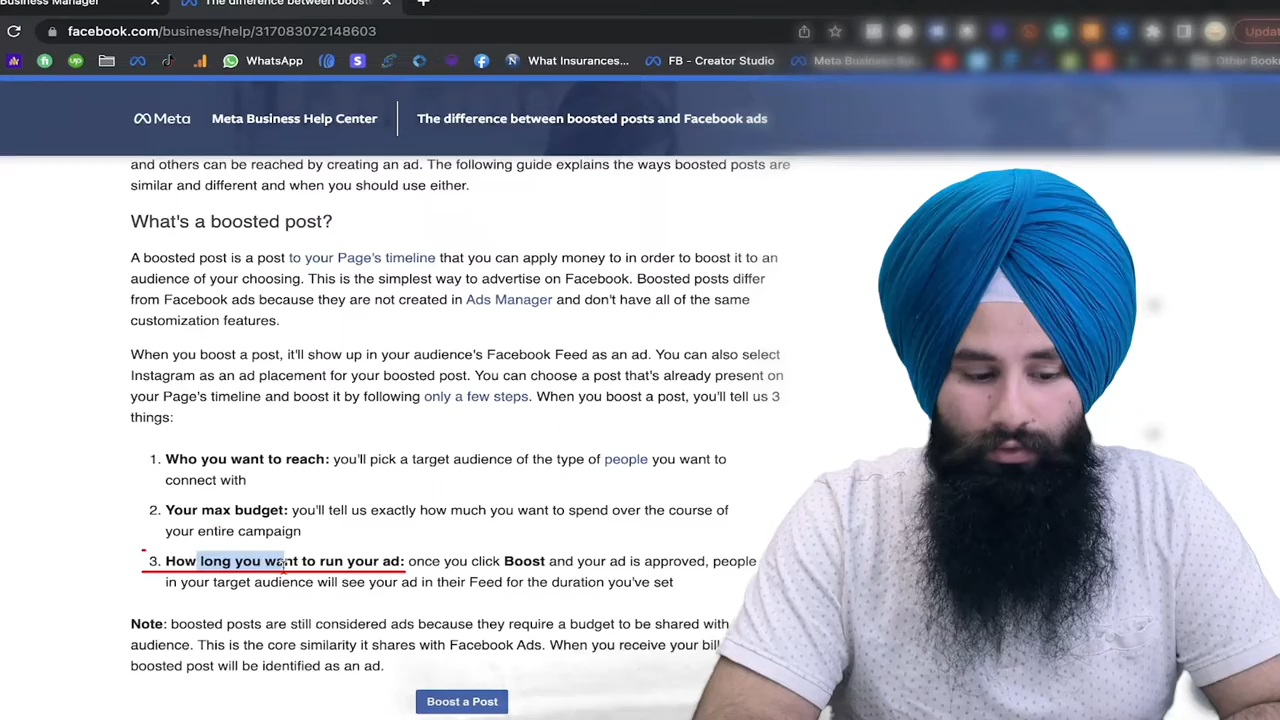 Business Manager
The difference between booste
facebook.com/business/help/317083072148603
Updat
WhatsApp
What Insurances...
FB - Creator Studio
Meta Business Su
Other Book
Meta
Meta Business Help Center
The difference between boosted posts and Facebook ads
and others can be reached by creating an ad. The following guide explains the ways boosted posts are
similar and different and when you should use either.
What's a boosted post?
A boosted post is a post to your Page's timeline that you can apply money to in order to boost it to an
audience of your choosing. This is the simplest way to advertise on Facebook. Boosted posts differ
from Facebook ads because they are not created in Ads Manager and don't have all of the same
customization features.
When you boost a post, it'll show up in your audience's Facebook Feed as an ad. You can also select
Instagram as an ad placement for your boosted post. You can choose a post that's already present on
your Page's timeline and boost it by following only a few steps. When you boost a post, you'll tell us 3
things:
1. Who you want to reach: you'll pick a target audience of the type of people you want to
connect with
2. Your max budget: you'll tell us exactly how much you want to spend over the course of
your entire campaign
3. How long you want to run your ad: once you click Boost and your ad is approved, people
in your target audience will see your ad in their Feed for the duration you've set
Note: boosted posts are still considered ads because they require a budget to be shared with
audience. This is the core similarity it shares with Facebook Ads. When you receive your bill
boosted post will be identified as an ad.
Boost a Post